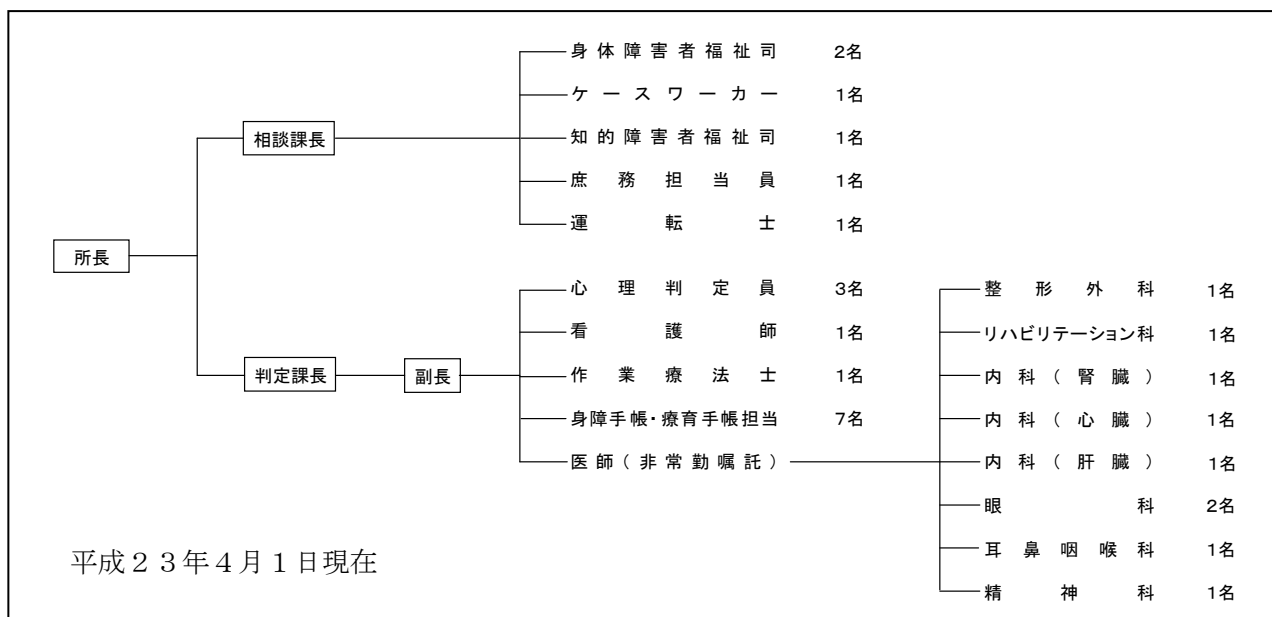 所長
相談課長
身体障害者福祉司 2名
ケースワーカー 1名
知的障害者福祉司 1名
庶務担当員 1名
運転士 1名
判定課長
副長
心理判定員 3名
看護師 1名
作業療法士 1名
身障手帳・療育手帳担当 7名
医師(非常勤嘱託)
整形外科 1名
リハビリテーション科 1名
内科(腎臓) 1名
内科(心臓) 1名
内科(肝臓) 1名
眼科 2名
耳鼻咽喉科 1名
精神科 1名
平成23年4月1日現在